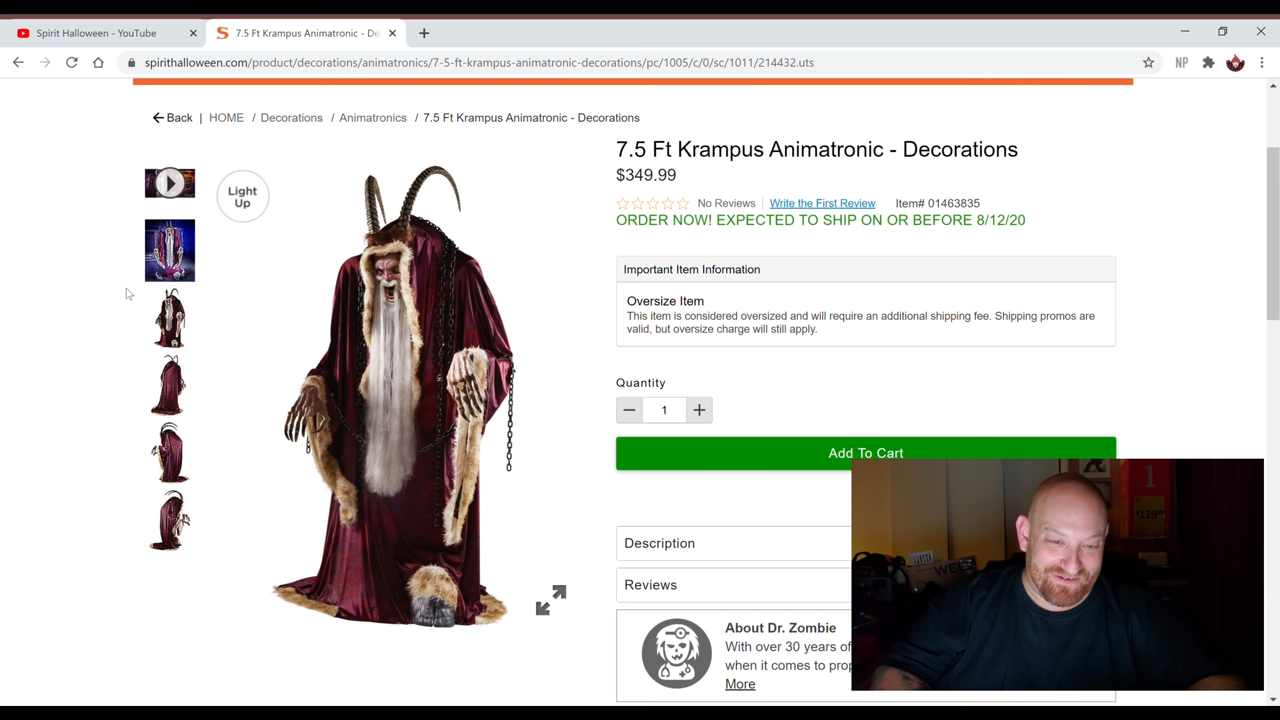 Spirit Halloween - YouTube
7.5 Ft Krampus Animatronic - De
spirithalloween.com/product/decorations/animatronics/7-5-ft-krampus-animatronic-decorations/pc/1005/c/0/sc/1011/214432.uts
NP
Back | HOME / Decorations / Animatronics / 7.5 Ft Krampus Animatronic - Decorations
Light
Up
7.5 Ft Krampus Animatronic - Decorations
$349.99
No Reviews Write the First Review Item# 01463835
ORDER NOW! EXPECTED TO SHIP ON OR BEFORE 8/12/20
Important Item Information
Oversize Item
This item is considered oversized and will require an additional shipping fee. Shipping promos are
valid, but oversize charge will still apply.
Quantity
1
Add To Cart
Description
Reviews
About Dr. Zombie
With over 30 years of
when it comes to prop
More
1